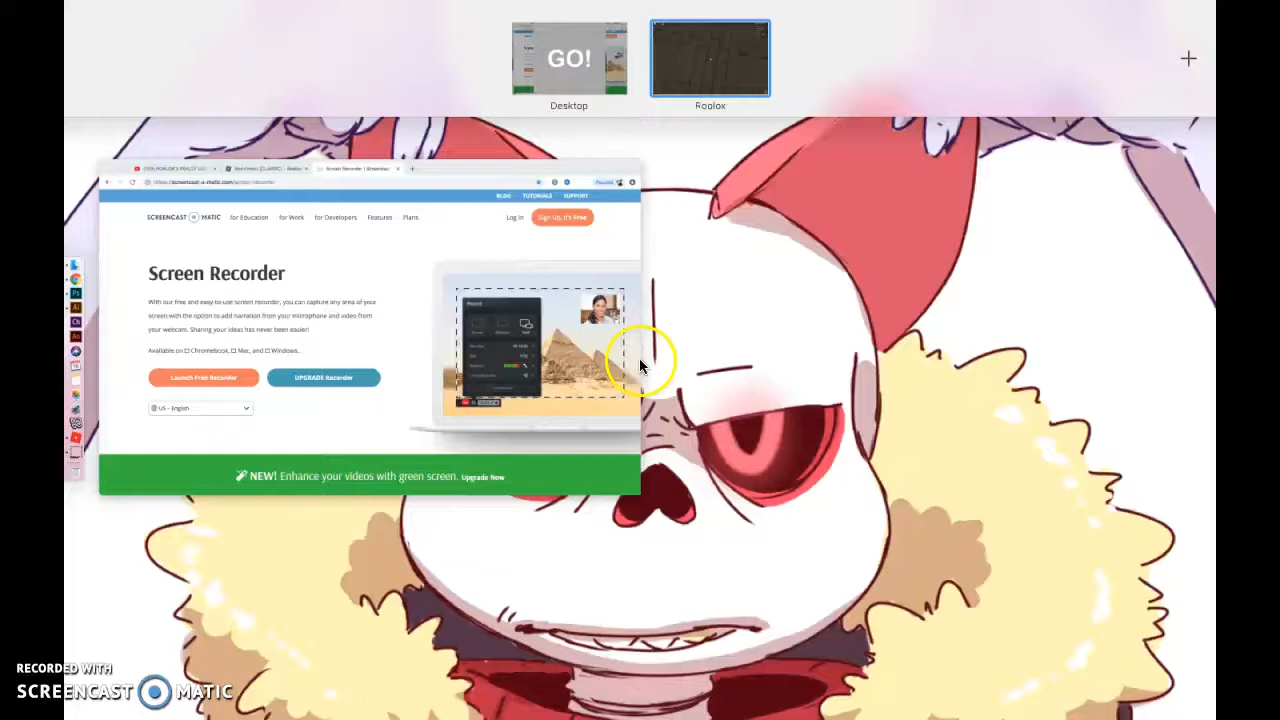 GO!
Desktop
Roblox
BLOG TUTORIALS SUPPORT
SCREENCAST MATIC for Education for Work for Developers Features Plans Log In Sign Up, It's Free
Screen Recorder
With our free and easy-to-use screen recorder, you can capture any area of your
screen with the option to add narration from your microphone and video from
your webcam. Sharing your ideas has never been easier!
Available on Chromebook, Mac, and Windows.
Launch Free Recorder UPGRADE Recorder
US - English
NEW! Enhance your videos with green screen. Upgrade Now
RECORDED WITH
SCREENCAST MATIC